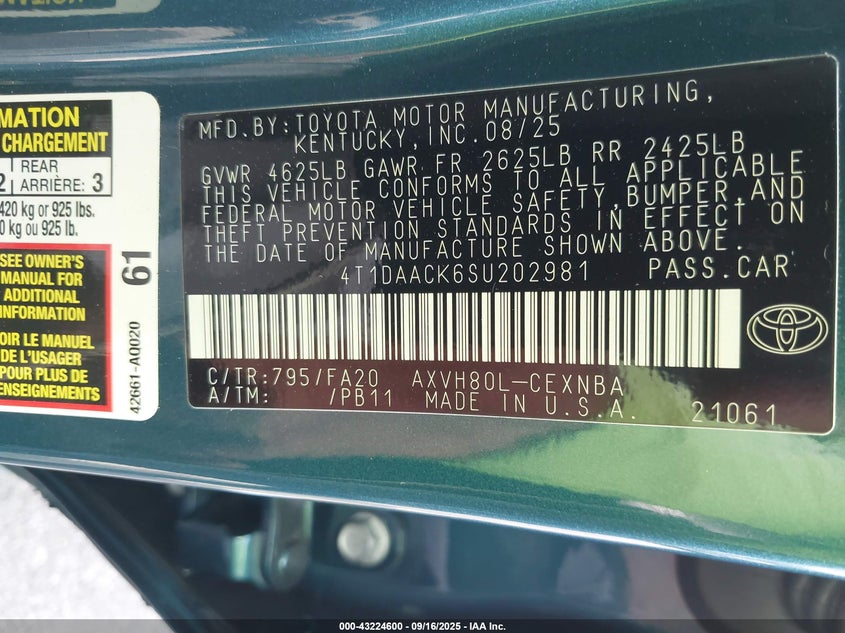 MATION
CHARGEMENT
REAR
2 ARRIÈRE: 3
420 kg or 925 lbs.
0 kg ou 925 lb.
SEE OWNER'S
MANUAL FOR
ADDITIONAL
INFORMATION
OIR LE MANUEL
DE L'USAGER
POUR PLUS DE
ENSEIGNEMENTS
61
42661-A0020
MFD.BY:TOYOTA MOTOR MANUFACTURING,
KENTUCKY,INC.08/25
GVWR 4625LB GAWR FR 2625LB RR 2425LB
THIS VEHICLE CONFORMS TO ALL APPLICABLE
FEDERAL MOTOR VEHICLE SAFETY,BUMPER,AND
THEFT PREVENTION STANDARDS IN EFFECT ON
THE DATE OF MANUFACTURE SHOWN ABOVE.
4T1DAACK6SU202981 PASS.CAR
C/TR:795/FA20 AXVH80L-CEXNBA
A/TM: /PB11 MADE IN U.S.A. 21061
000-43224600 - 09/16/2025 - IAA Inc.